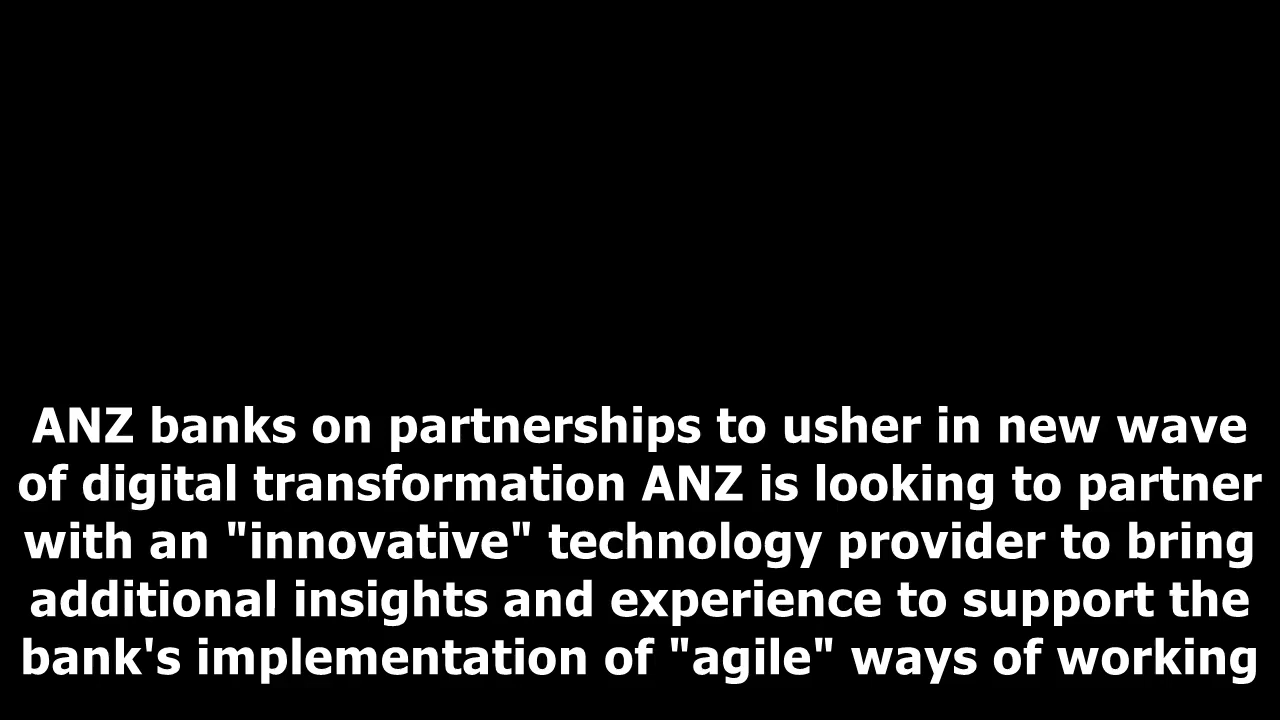 ANZ banks on partnerships to usher in new wave
of digital transformation ANZ is looking to partner
with an "innovative" technology provider to bring
additional insights and experience to support the
bank's implementation of "agile" ways of working